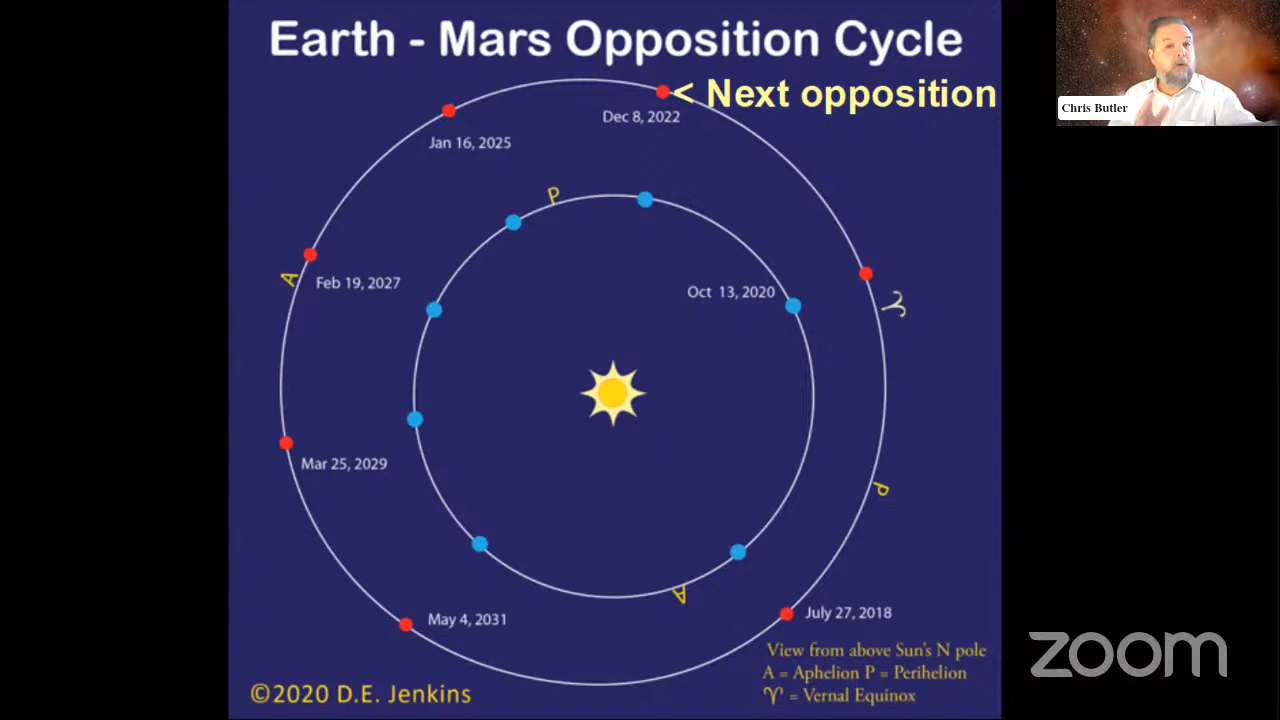 Earth - Mars Opposition Cycle
< Next opposition
Chris Butler
Dec 8, 2022
Jan 16, 2025
P
A
Feb 19, 2027
Oct 13, 2020
♈
Mar 25, 2029
P
A
May 4, 2031
July 27, 2018
View from above Sun's N pole
A = Aphelion P = Perihelion
♈ = Vernal Equinox
©2020 D.E. Jenkins
zoom